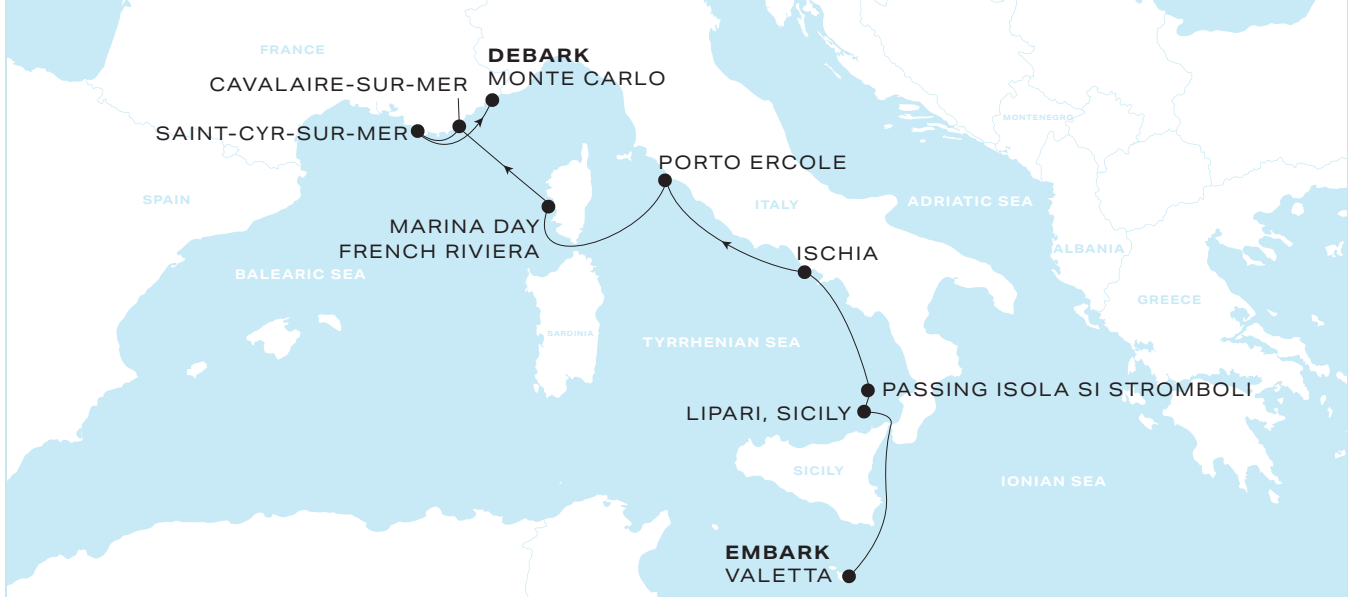 FRANCE
DEBARK
MONTE CARLO
CAVALAIRE-SUR-MER
SAINT-CYR-SUR-MER
MONTENEGRO
PORTO ERCOLE
SPAIN
ITALY
ADRIATIC SEA
MARINA DAY
FRENCH RIVIERA
ISCHIA
ALBANIA
BALEARIC SEA
GREECE
SARDINIA
TYRRHENIAN SEA
PASSING ISOLA SI STROMBOLI
LIPARI, SICILY
SICILY
IONIAN SEA
EMBARK
VALETTA